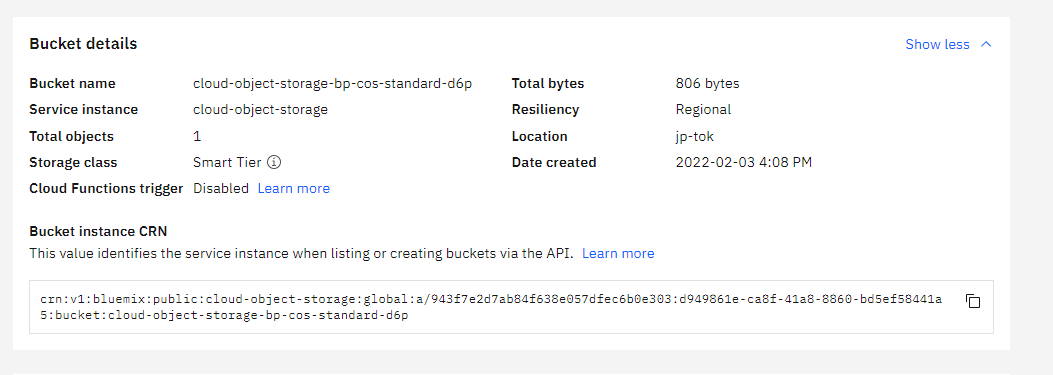 Bucket details
Show less
Bucket name cloud-object-storage-bp-cos-standard-d6p Total bytes 806 bytes
Service instance cloud-object-storage Resiliency Regional
Total objects 1 Location jp-tok
Storage class Smart Tier Date created 2022-02-03 4:08 PM
Cloud Functions trigger Disabled Learn more
Bucket instance CRN
This value identifies the service instance when listing or creating buckets via the API. Learn more
crn:v1:bluemix:public:cloud-object-storage:global:a/943f7e2d7ab84f638e057dfec6b0e303:d949861e-ca8f-41a8-8860-bd5ef58441a
5:bucket:cloud-object-storage-bp-cos-standard-d6p